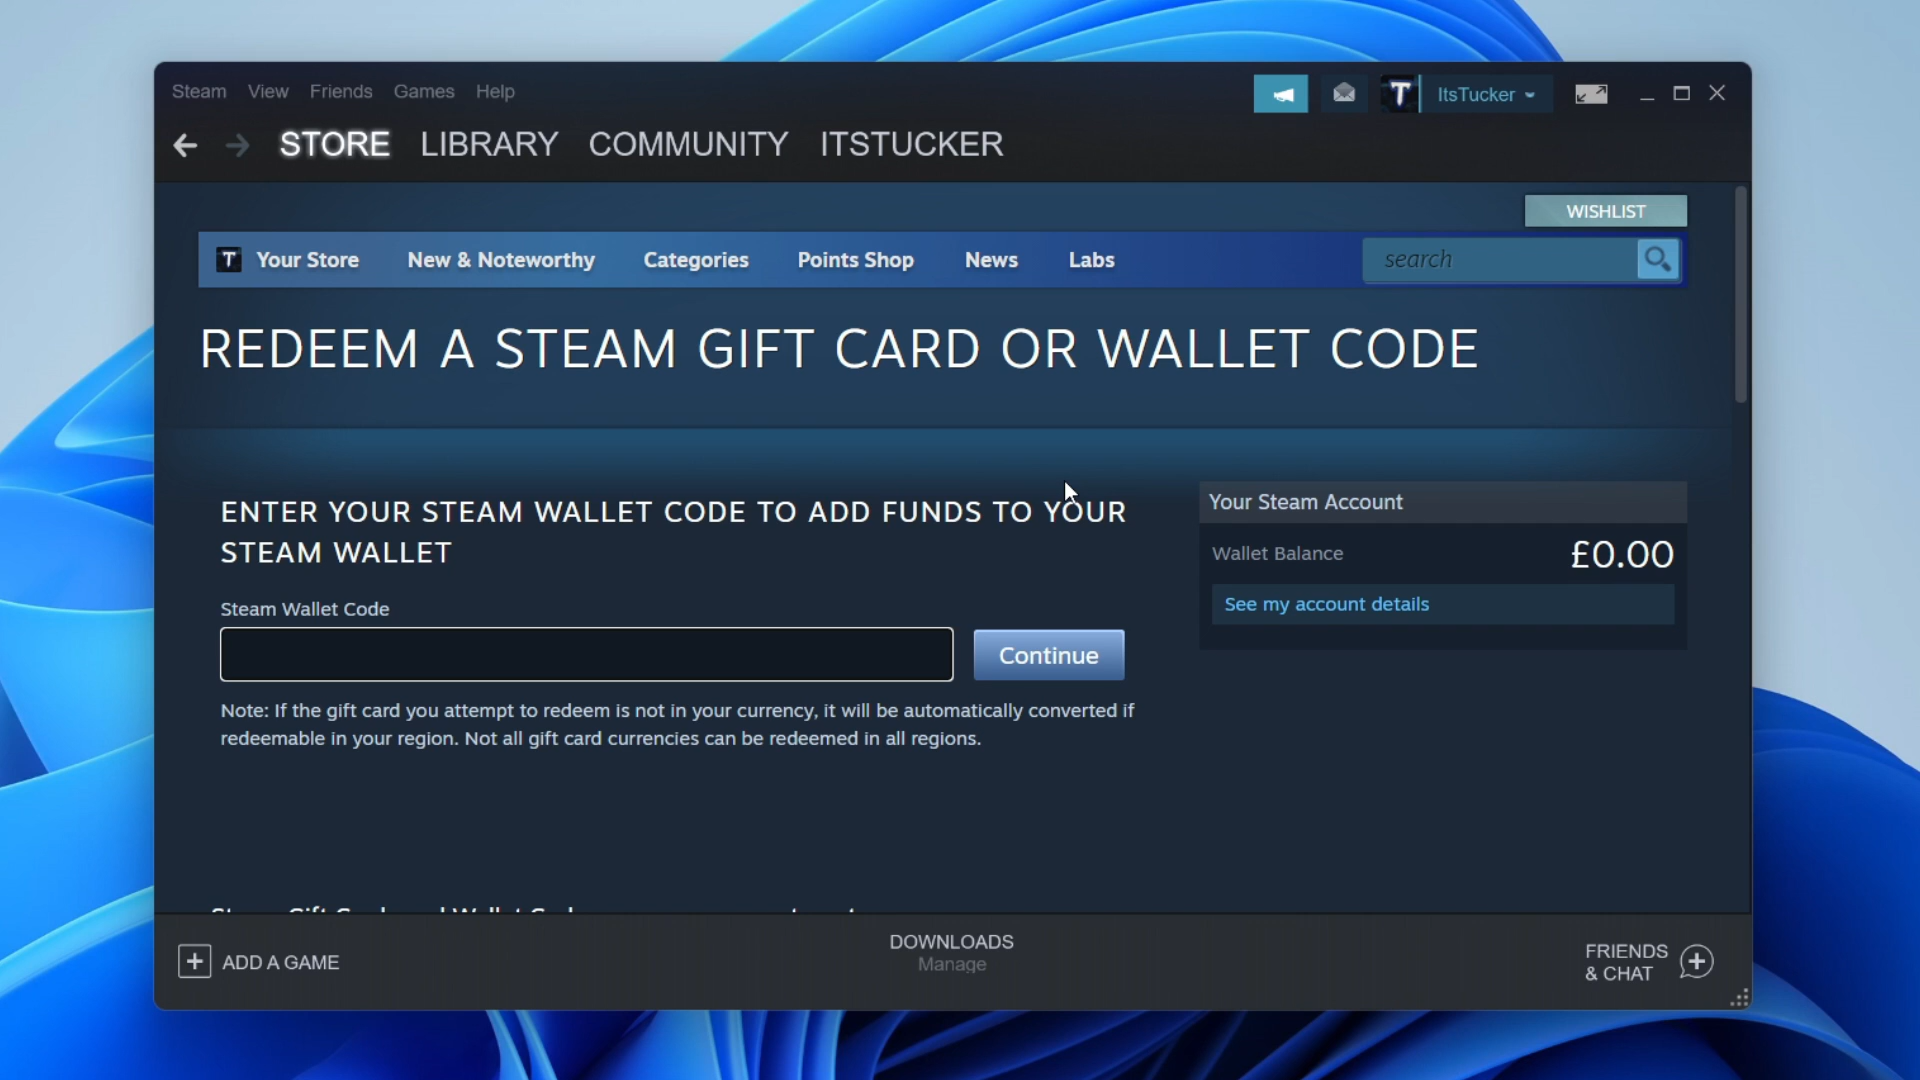 Steam View Friends Games Help
T ItsTucker
STORE LIBRARY COMMUNITY ITSTUCKER
WISHLIST
T Your Store New & Noteworthy Categories Points Shop News Labs search
REDEEM A STEAM GIFT CARD OR WALLET CODE
ENTER YOUR STEAM WALLET CODE TO ADD FUNDS TO YOUR
STEAM WALLET
Steam Wallet Code
Continue
Note: If the gift card you attempt to redeem is not in your currency, it will be automatically converted if
redeemable in your region. Not all gift card currencies can be redeemed in all regions.
Your Steam Account
Wallet Balance £0.00
See my account details
ADD A GAME
DOWNLOADS
Manage
FRIENDS
& CHAT